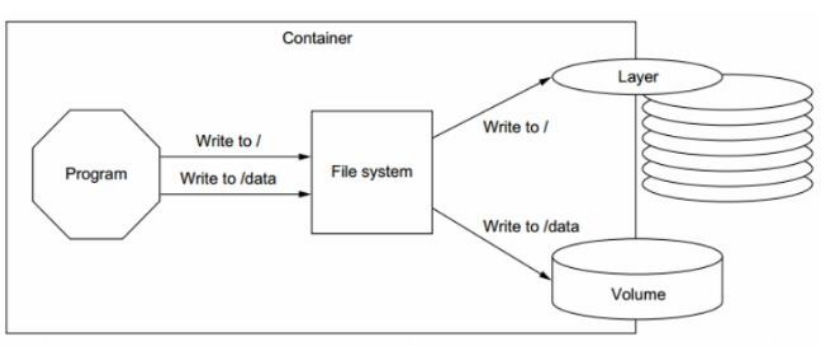 Container
Layer
Write to /
Write to /
Program
File system
Write to /data
Write to /data
Volume